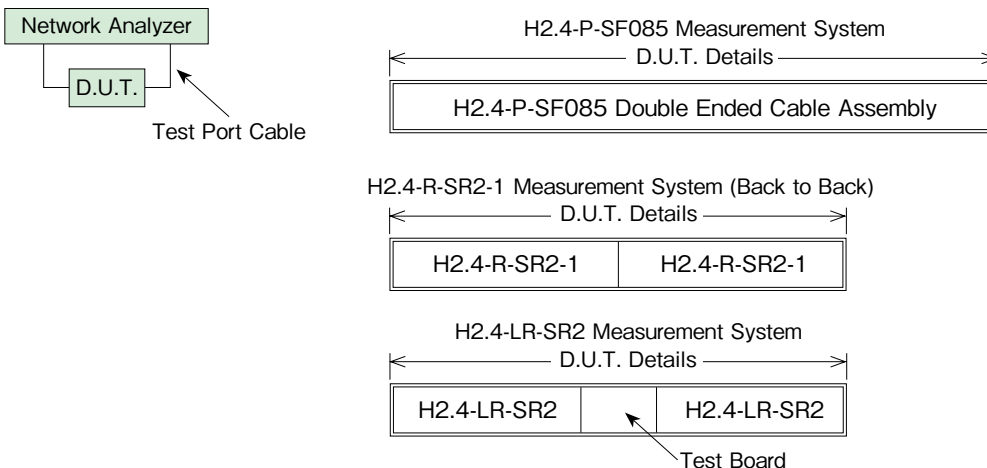 Network Analyzer
D.U.T.
Test Port Cable
H2.4-P-SF085 Measurement System
D.U.T. Details
H2.4-P-SF085 Double Ended Cable Assembly
H2.4-R-SR2-1 Measurement System (Back to Back)
D.U.T. Details
H2.4-R-SR2-1 H2.4-R-SR2-1
H2.4-LR-SR2 Measurement System
D.U.T. Details
H2.4-LR-SR2 H2.4-LR-SR2
Test Board